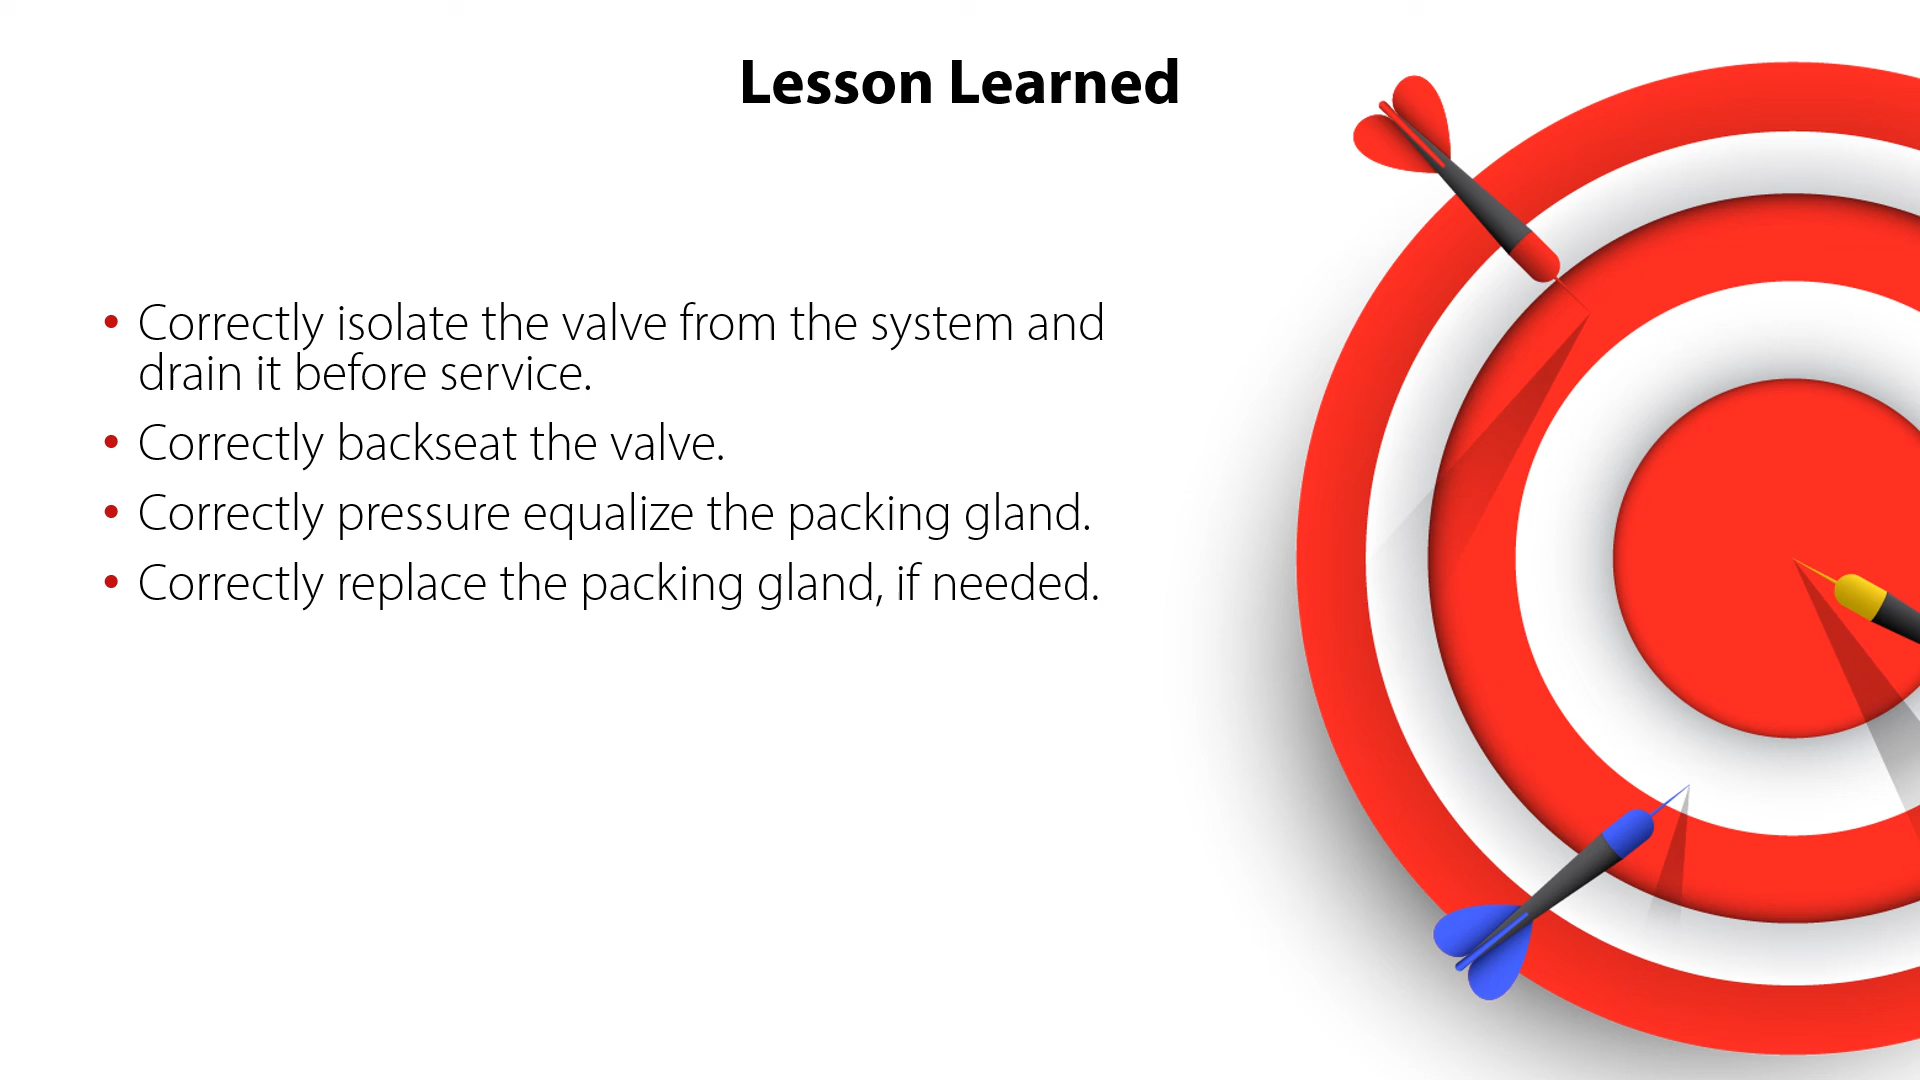 Lesson Learned
• Correctly isolate the valve from the system and
drain it before service.
• Correctly backseat the valve.
• Correctly pressure equalize the packing gland.
• Correctly replace the packing gland, if needed.